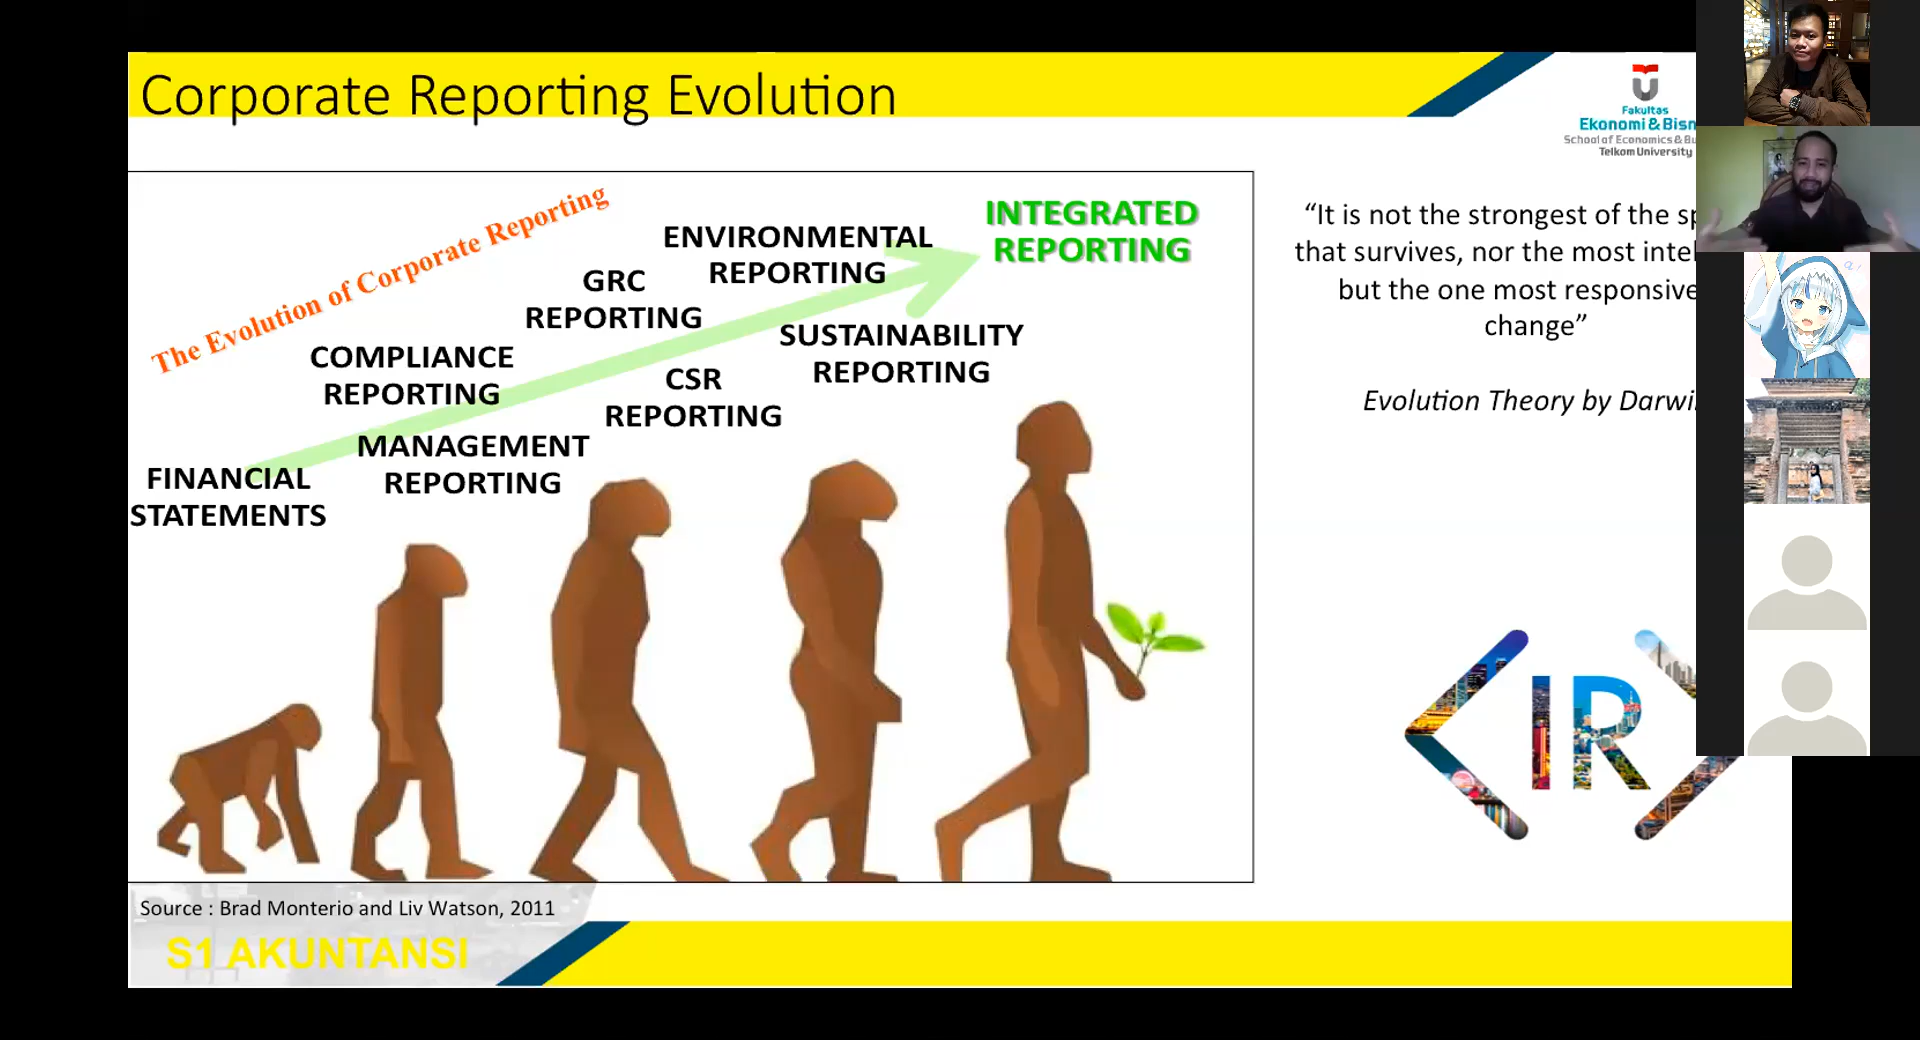 Corporate Reporting Evolution
Fakultas
Ekonomi & Bisn
School of Economics & Bu
Telkom University
The Evolution of Corporate Reporting
INTEGRATED
REPORTING
ENVIRONMENTAL
REPORTING
GRC
REPORTING
SUSTAINABILITY
REPORTING
COMPLIANCE
REPORTING
CSR
REPORTING
MANAGEMENT
REPORTING
FINANCIAL
STATEMENTS
“It is not the strongest of the sp
that survives, nor the most intel
but the one most responsive
change”
Evolution Theory by Darwi
IR
Source : Brad Monterio and Liv Watson, 2011
S1 AKUNTANSI